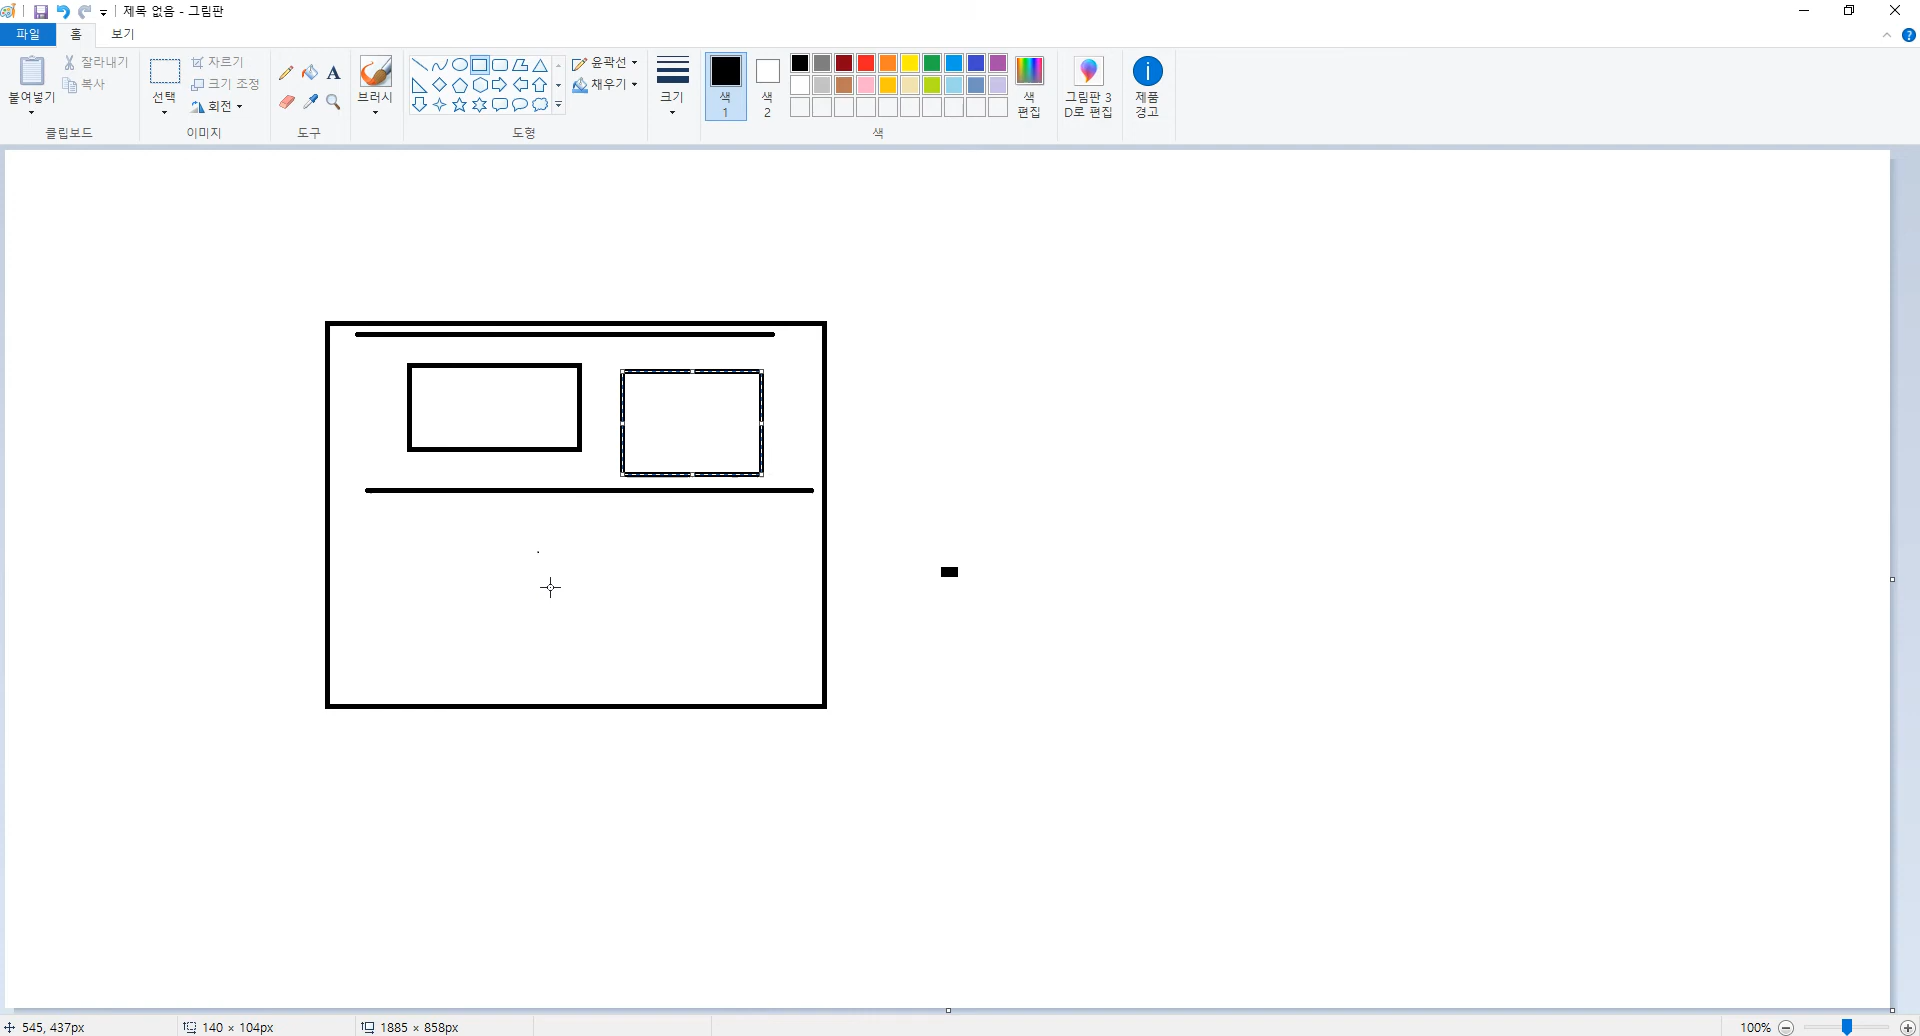 제목 없음 - 그림판
파일 홈 보기
붙여넣기
잘라내기
복사
클립보드
선택
자르기
크기 조정
회전
이미지
A
도구
브러시
윤곽선
채우기
도형
크기
색
1
색
2
색
편집
색
그림판 3
D로 편집
제품
경고
545, 437px
140 × 104px
1885 × 858px
100%